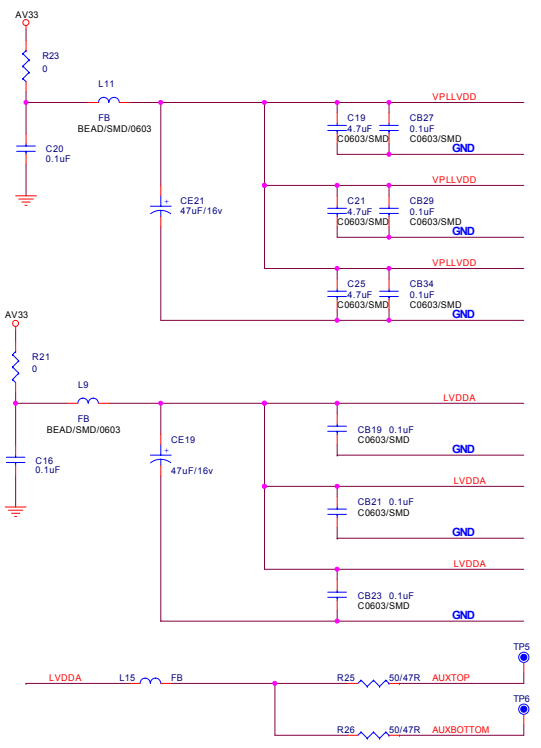 AV33
R23
0
L11
FB
BEAD/SMD/0603
C20
0.1uF
CE21
47uF/16v
VPLLVDD
C19
4.7uF
C0603/SMD
CB27
0.1uF
C0603/SMD
GND
VPLLVDD
C21
4.7uF
C0603/SMD
CB29
0.1uF
C0603/SMD
GND
VPLLVDD
C25
4.7uF
C0603/SMD
CB34
0.1uF
C0603/SMD
GND
AV33
R21
0
L9
FB
BEAD/SMD/0603
C16
0.1uF
CE19
47uF/16v
LVDDA
CB19 0.1uF
C0603/SMD
GND
LVDDA
CB21 0.1uF
C0603/SMD
GND
LVDDA
CB23 0.1uF
C0603/SMD
GND
TP5
LVDDA L15 FB R25 50/47R AUXTOP
TP6
R26 50/47R AUXBOTTOM